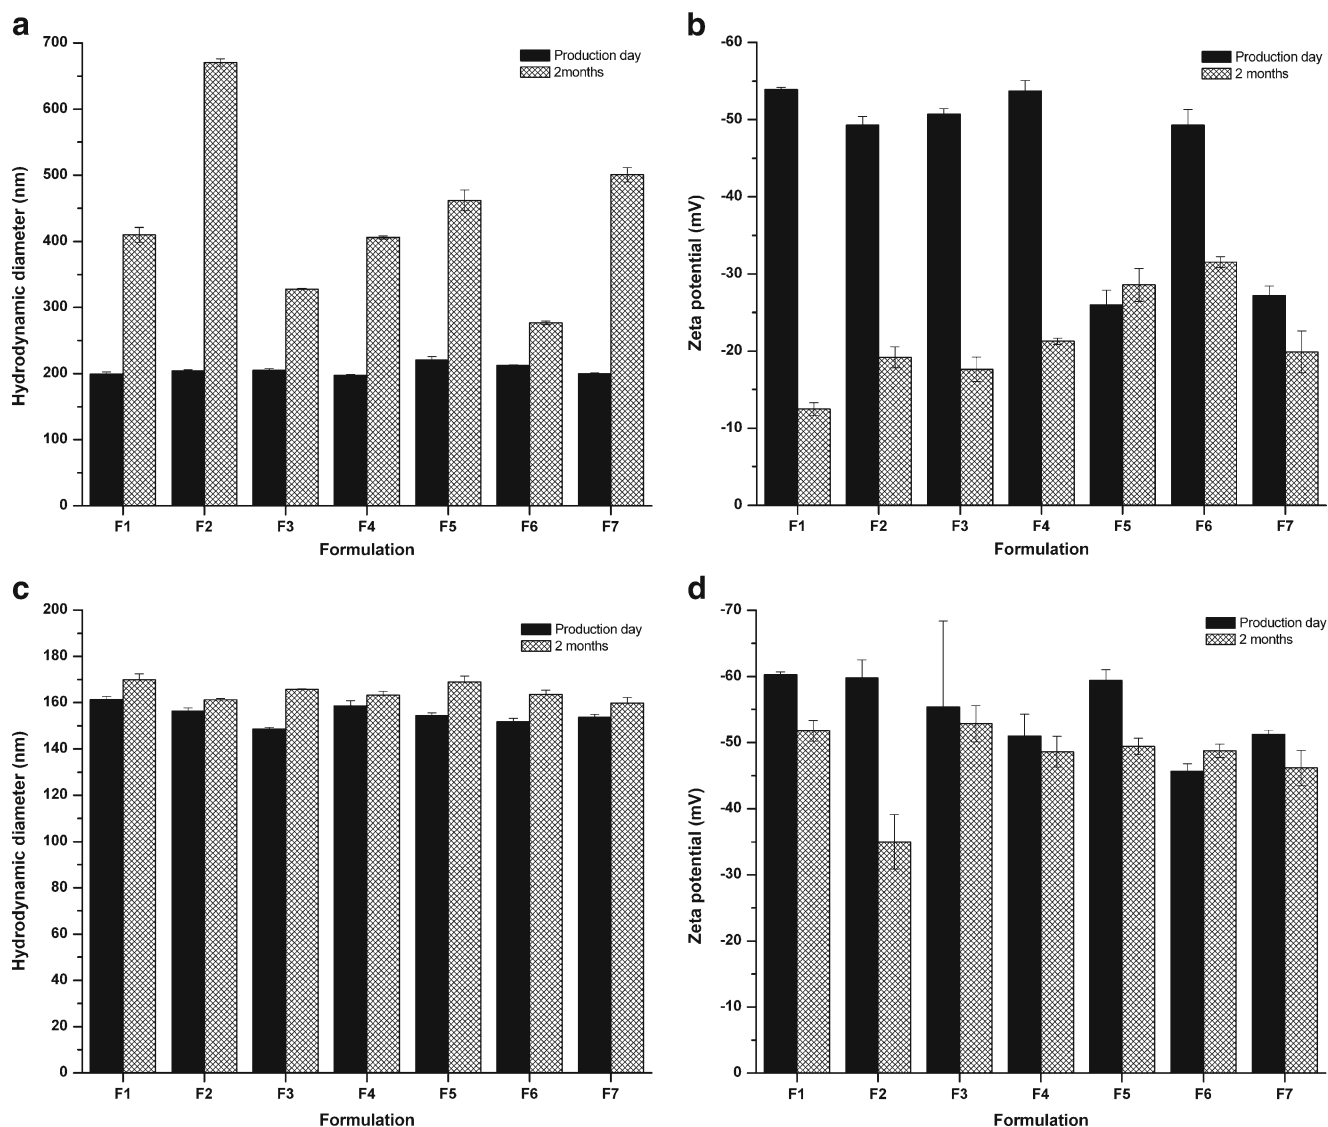 a
700
600
500
400
300
200
100
0
Hydrodynamic diameter (nm)
Production day
2months
F1 F2 F3 F4 F5 F6 F7
Formulation
b
-60
-50
-40
-30
-20
-10
0
Zeta potential (mV)
Production day
2 months
F1 F2 F3 F4 F5 F6 F7
Formulation
c
200
180
160
140
120
100
80
60
40
20
0
Hydrodynamic diameter (nm)
Production day
2 months
F1 F2 F3 F4 F5 F6 F7
Formulation
d
-70
-60
-50
-40
-30
-20
-10
0
Zeta potential (mV)
Production day
2 months
F1 F2 F3 F4 F5 F6 F7
Formulation